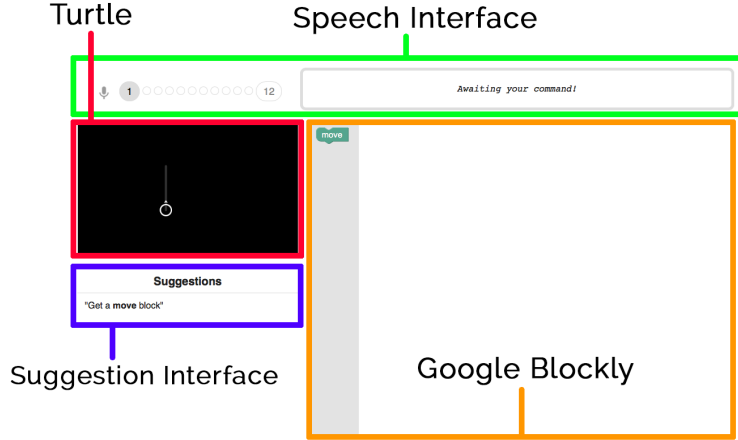 Turtle
Speech Interface
1
12
Awaiting your command!
move
Suggestions
"Get a move block"
Suggestion Interface
Google Blockly